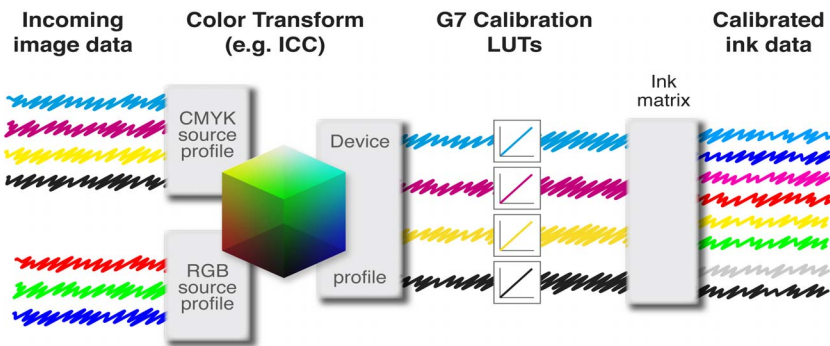 Incoming
image data
Color Transform
(e.g. ICC)
G7 Calibration
LUTs
Calibrated
ink data
CMYK
source
profile
RGB
source
profile
Device
profile
Ink
matrix